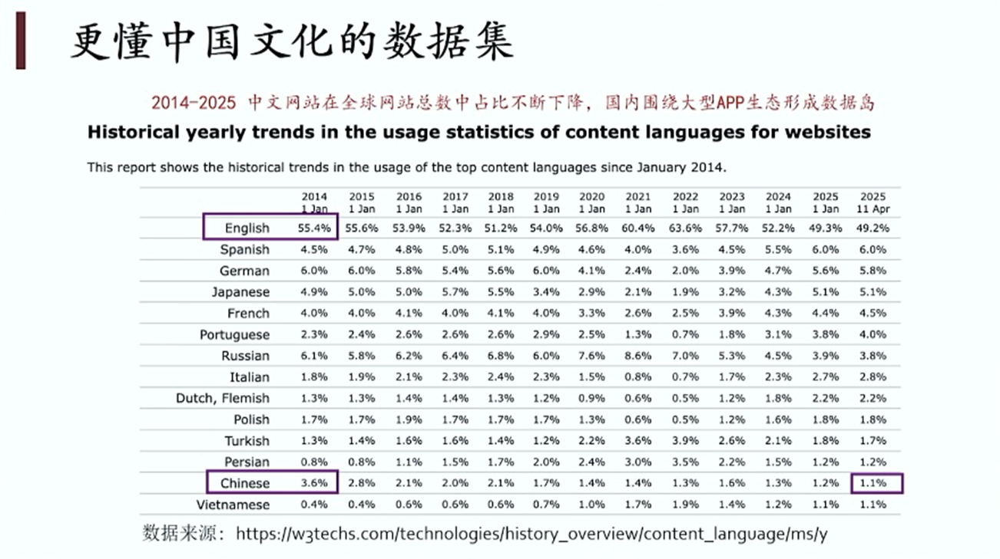 更懂中国文化的数据集
2014-2025 中文网站在全球网站总数中占比不断下降，国内围绕大型APP生态形成数据岛
Historical yearly trends in the usage statistics of content languages for websites
This report shows the historical trends in the usage of the top content languages since January 2014.
2014 2015 2016 2017 2018 2019 2020 2021 2022 2023 2024 2025 2025
1 Jan 1 Jan 1 Jan 1 Jan 1 Jan 1 Jan 1 Jan 1 Jan 1 Jan 1 Jan 1 Jan 1 Jan 11 Apr
English 55.4% 55.6% 53.9% 52.3% 51.2% 54.0% 56.8% 60.4% 63.6% 57.7% 52.2% 49.3% 49.2%
Spanish 4.5% 4.7% 4.8% 5.0% 5.1% 4.9% 4.6% 4.0% 3.6% 4.5% 5.5% 6.0% 6.0%
German 6.0% 6.0% 5.8% 5.4% 5.6% 6.0% 4.1% 2.4% 2.0% 3.9% 4.7% 5.6% 5.8%
Japanese 4.9% 5.0% 5.0% 5.7% 5.5% 3.4% 2.9% 2.1% 1.9% 3.2% 4.3% 5.1% 5.1%
French 4.0% 4.0% 4.1% 4.0% 4.1% 4.0% 3.3% 2.6% 2.5% 3.9% 4.3% 4.4% 4.5%
Portuguese 2.3% 2.4% 2.6% 2.6% 2.6% 2.9% 2.5% 1.3% 0.7% 1.8% 3.1% 3.8% 4.0%
Russian 6.1% 5.8% 6.2% 6.4% 6.8% 6.0% 7.6% 8.6% 7.0% 5.3% 4.5% 3.9% 3.8%
Italian 1.8% 1.9% 2.1% 2.3% 2.4% 2.3% 1.5% 0.8% 0.7% 1.7% 2.3% 2.7% 2.8%
Dutch, Flemish 1.3% 1.3% 1.4% 1.4% 1.3% 1.2% 0.9% 0.6% 0.5% 1.2% 1.8% 2.2% 2.2%
Polish 1.7% 1.7% 1.9% 1.7% 1.7% 1.7% 1.3% 0.6% 0.5% 1.2% 1.6% 1.8% 1.8%
Turkish 1.3% 1.4% 1.6% 1.6% 1.4% 1.2% 2.2% 3.6% 3.9% 2.6% 2.1% 1.8% 1.7%
Persian 0.8% 0.8% 1.1% 1.5% 1.7% 2.0% 2.4% 3.0% 3.5% 2.2% 1.5% 1.2% 1.2%
Chinese 3.6% 2.8% 2.1% 2.0% 2.1% 1.7% 1.4% 1.4% 1.3% 1.6% 1.3% 1.2% 1.1%
Vietnamese 0.4% 0.4% 0.6% 0.6% 0.6% 0.7% 1.0% 1.7% 1.9% 1.4% 1.2% 1.1% 1.1%
数据来源：https://w3techs.com/technologies/history_overview/content_language/ms/y